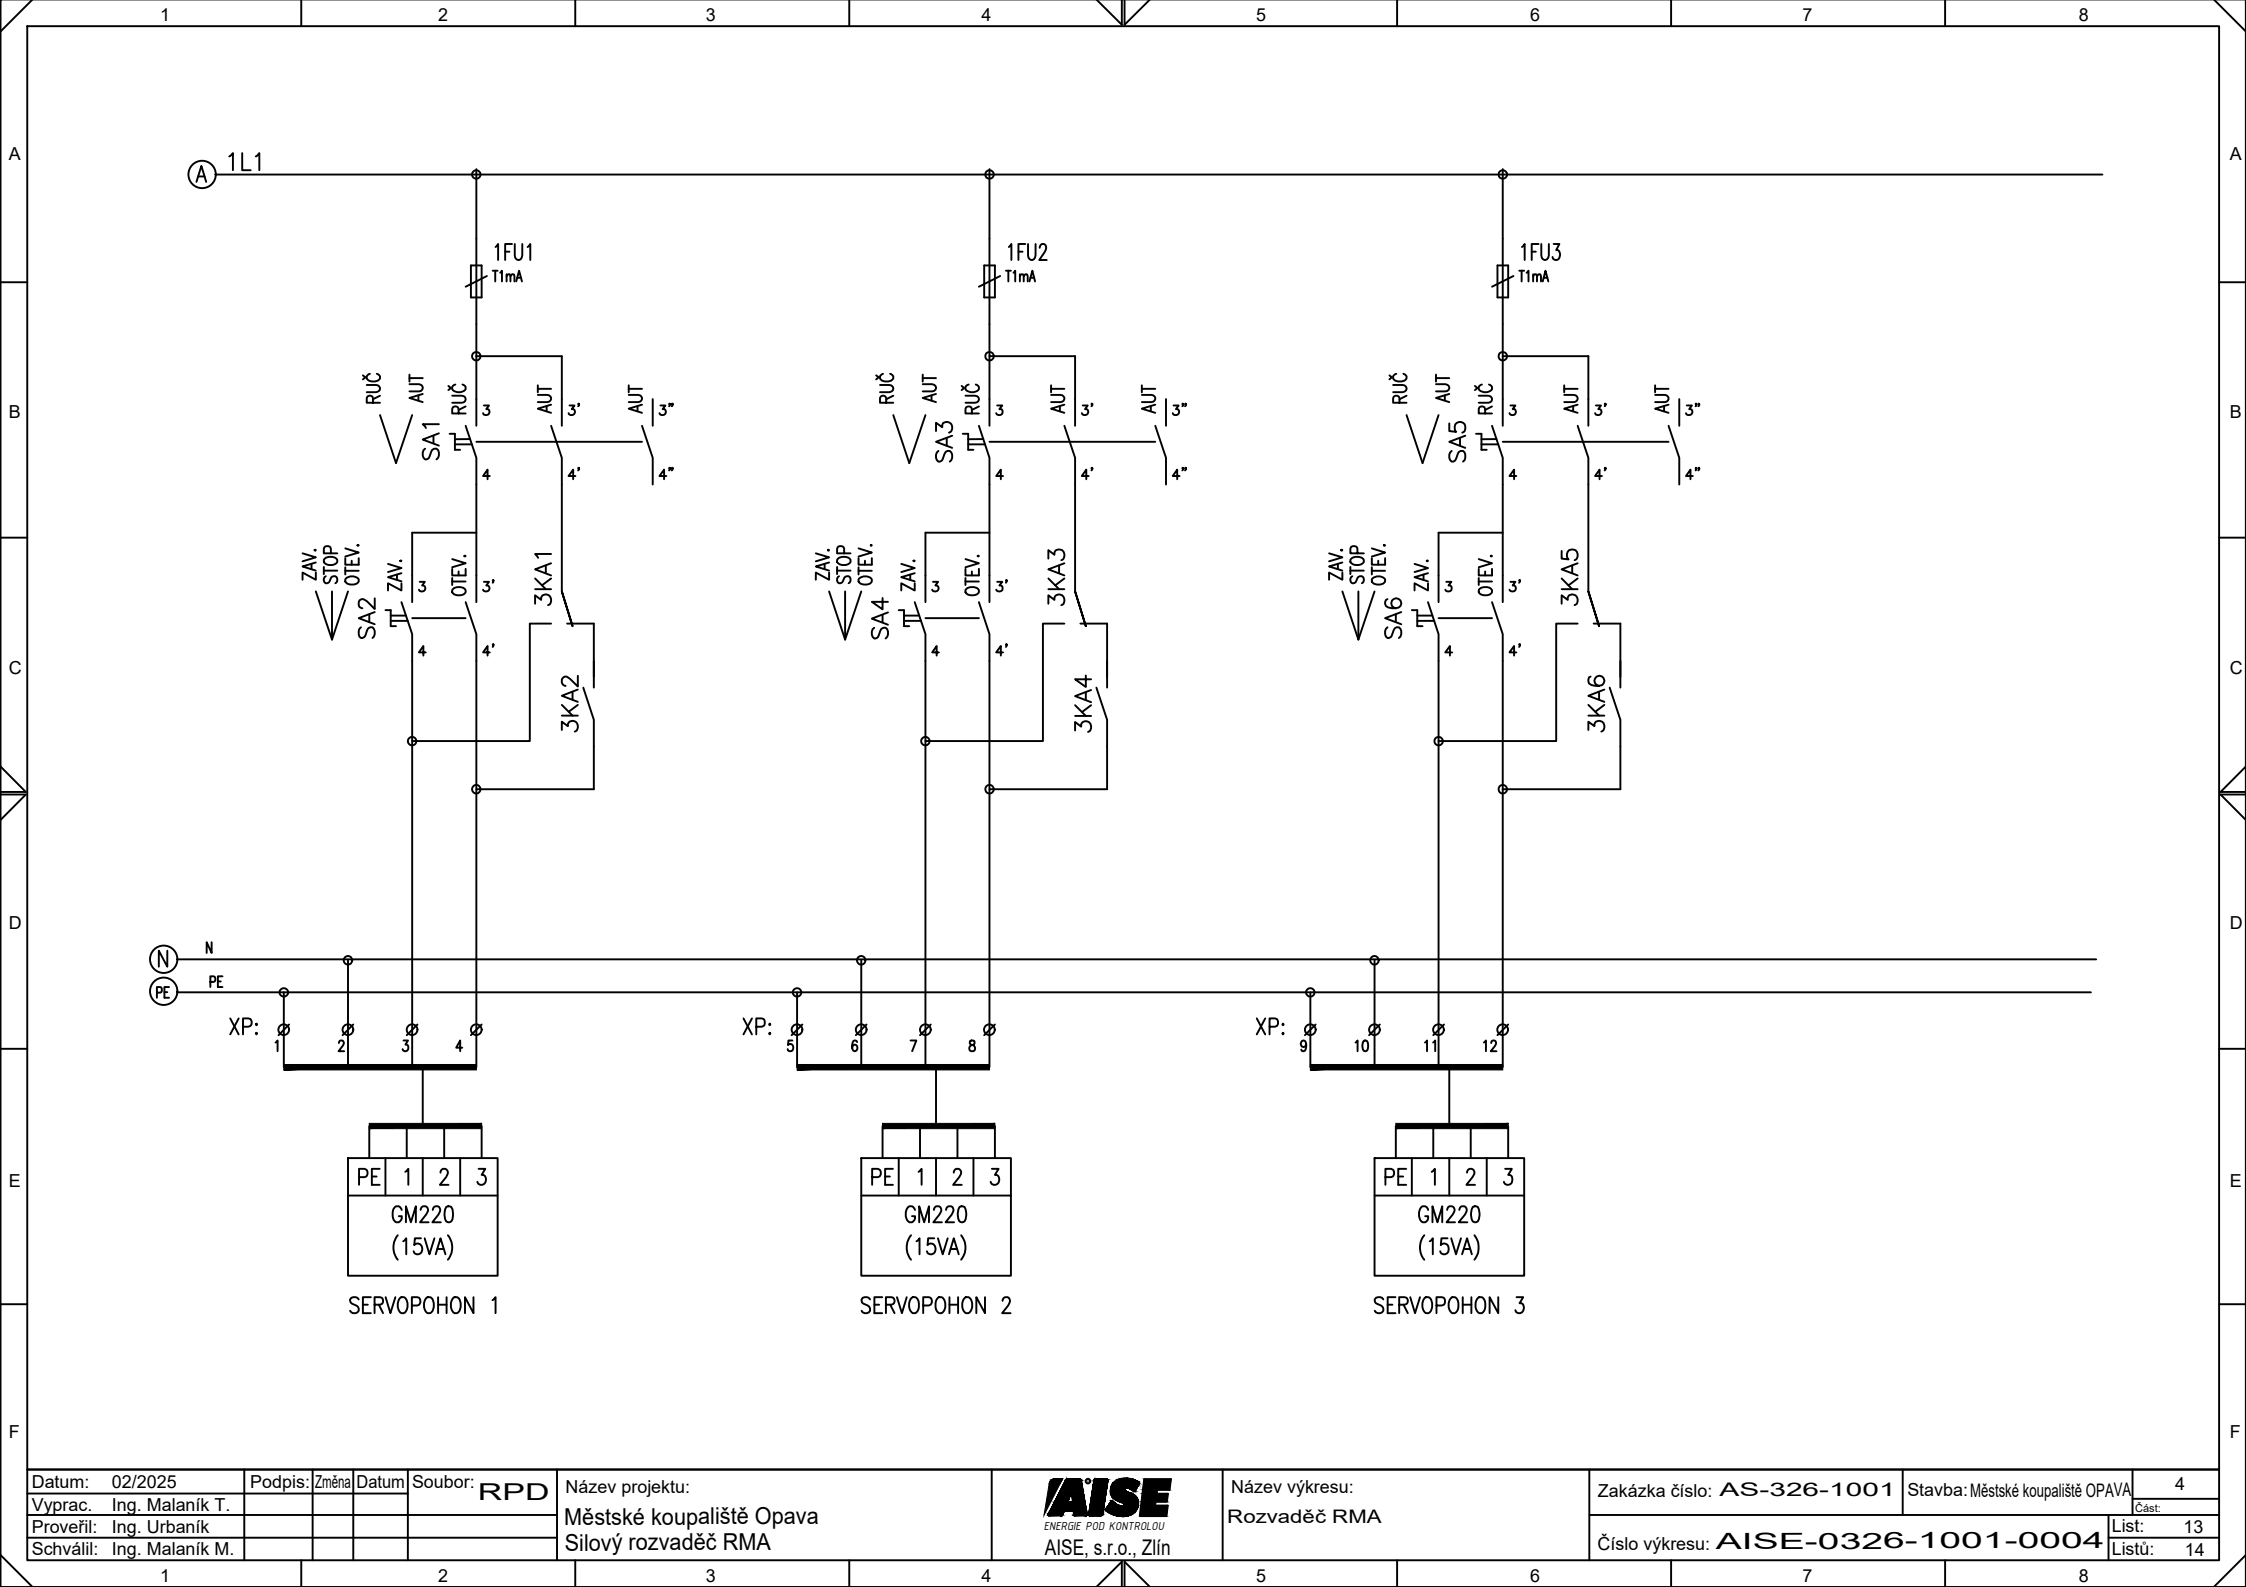 1 2 3 4 5 6 7 8
A A
A 1L1
1FU1 1FU2 1FU3
T1mA T1mA T1mA
B B
RUČ AUT RUČ AUT AUT RUČ AUT RUČ AUT AUT RUČ AUT RUČ AUT AUT
3 3' 3" 3 3' 3" 3 3' 3"
SA1 SA3 SA5
4 4' 4" 4 4' 4" 4 4' 4"
ZAV. STOP OTEV. ZAV. OTEV. 3KA1 ZAV. STOP OTEV. ZAV. OTEV. 3KA3 ZAV. STOP OTEV. ZAV. OTEV. 3KA5
3 3' 3 3' 3 3'
SA2 SA4 SA6
4 4' 4 4' 4 4'
C C
3KA2 3KA4 3KA6
D D
N N
PE PE
XP: XP: XP:
1 2 3 4 5 6 7 8 9 10 11 12
E E
PE 1 2 3 PE 1 2 3 PE 1 2 3
GM220 GM220 GM220
(15VA) (15VA) (15VA)
SERVOPOHON 1 SERVOPOHON 2 SERVOPOHON 3
F F
Datum: 02/2025 Podpis: Změna Datum Soubor: RPD
Vyprac. Ing. Malaník T.
Proveřil: Ing. Urbaník
Schválil: Ing. Malaník M.
Název projektu:
Městské koupaliště Opava
Silový rozvaděč RMA
AISE
ENERGIE POD KONTROLOU
AISE, s.r.o., Zlín
Název výkresu:
Rozvaděč RMA
Zakázka číslo: AS-326-1001 Stavba: Městské koupaliště OPAVA 4
Část:
Číslo výkresu: AISE-0326-1001-0004
List: 13
Listů: 14
1 2 3 4 5 6 7 8